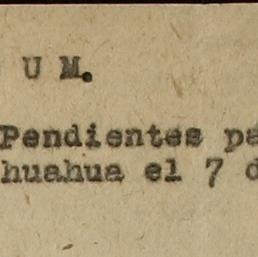 U M.
Pendientes pa
huahua el 7 d